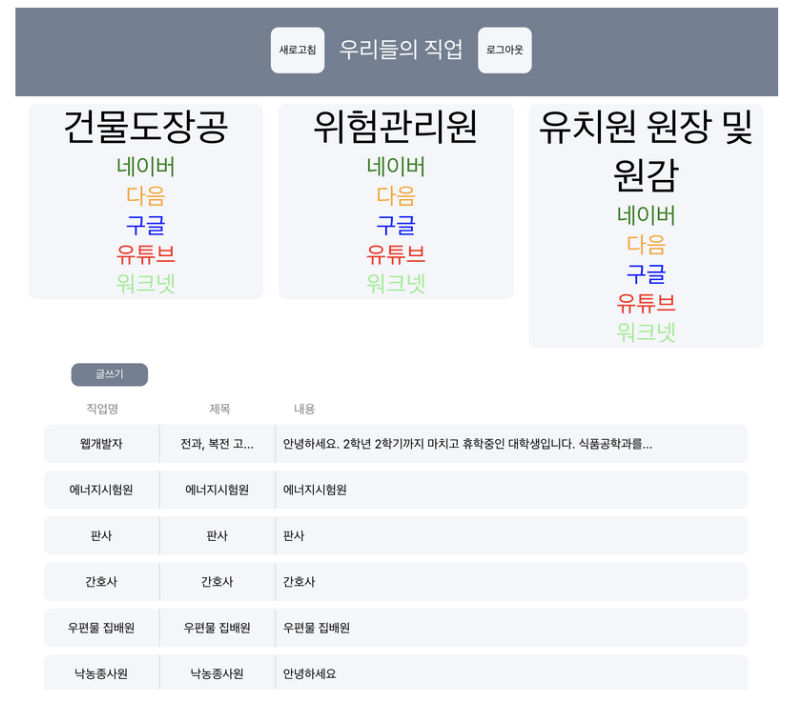 새로고침 우리들의 직업 로그아웃
건물도장공
네이버
다음
구글
유튜브
워크넷
위험관리원
네이버
다음
구글
유튜브
워크넷
유치원 원장 및
원감
네이버
다음
구글
유튜브
워크넷
글쓰기
직업명 제목 내용
웹개발자 전과, 복전 고... 안녕하세요. 2학년 2학기까지 마치고 휴학중인 대학생입니다. 식품공학과를...
에너지시험원 에너지시험원 에너지시험원
판사 판사 판사
간호사 간호사 간호사
우편물 집배원 우편물 집배원 우편물 집배원
낙농종사원 낙농종사원 안녕하세요